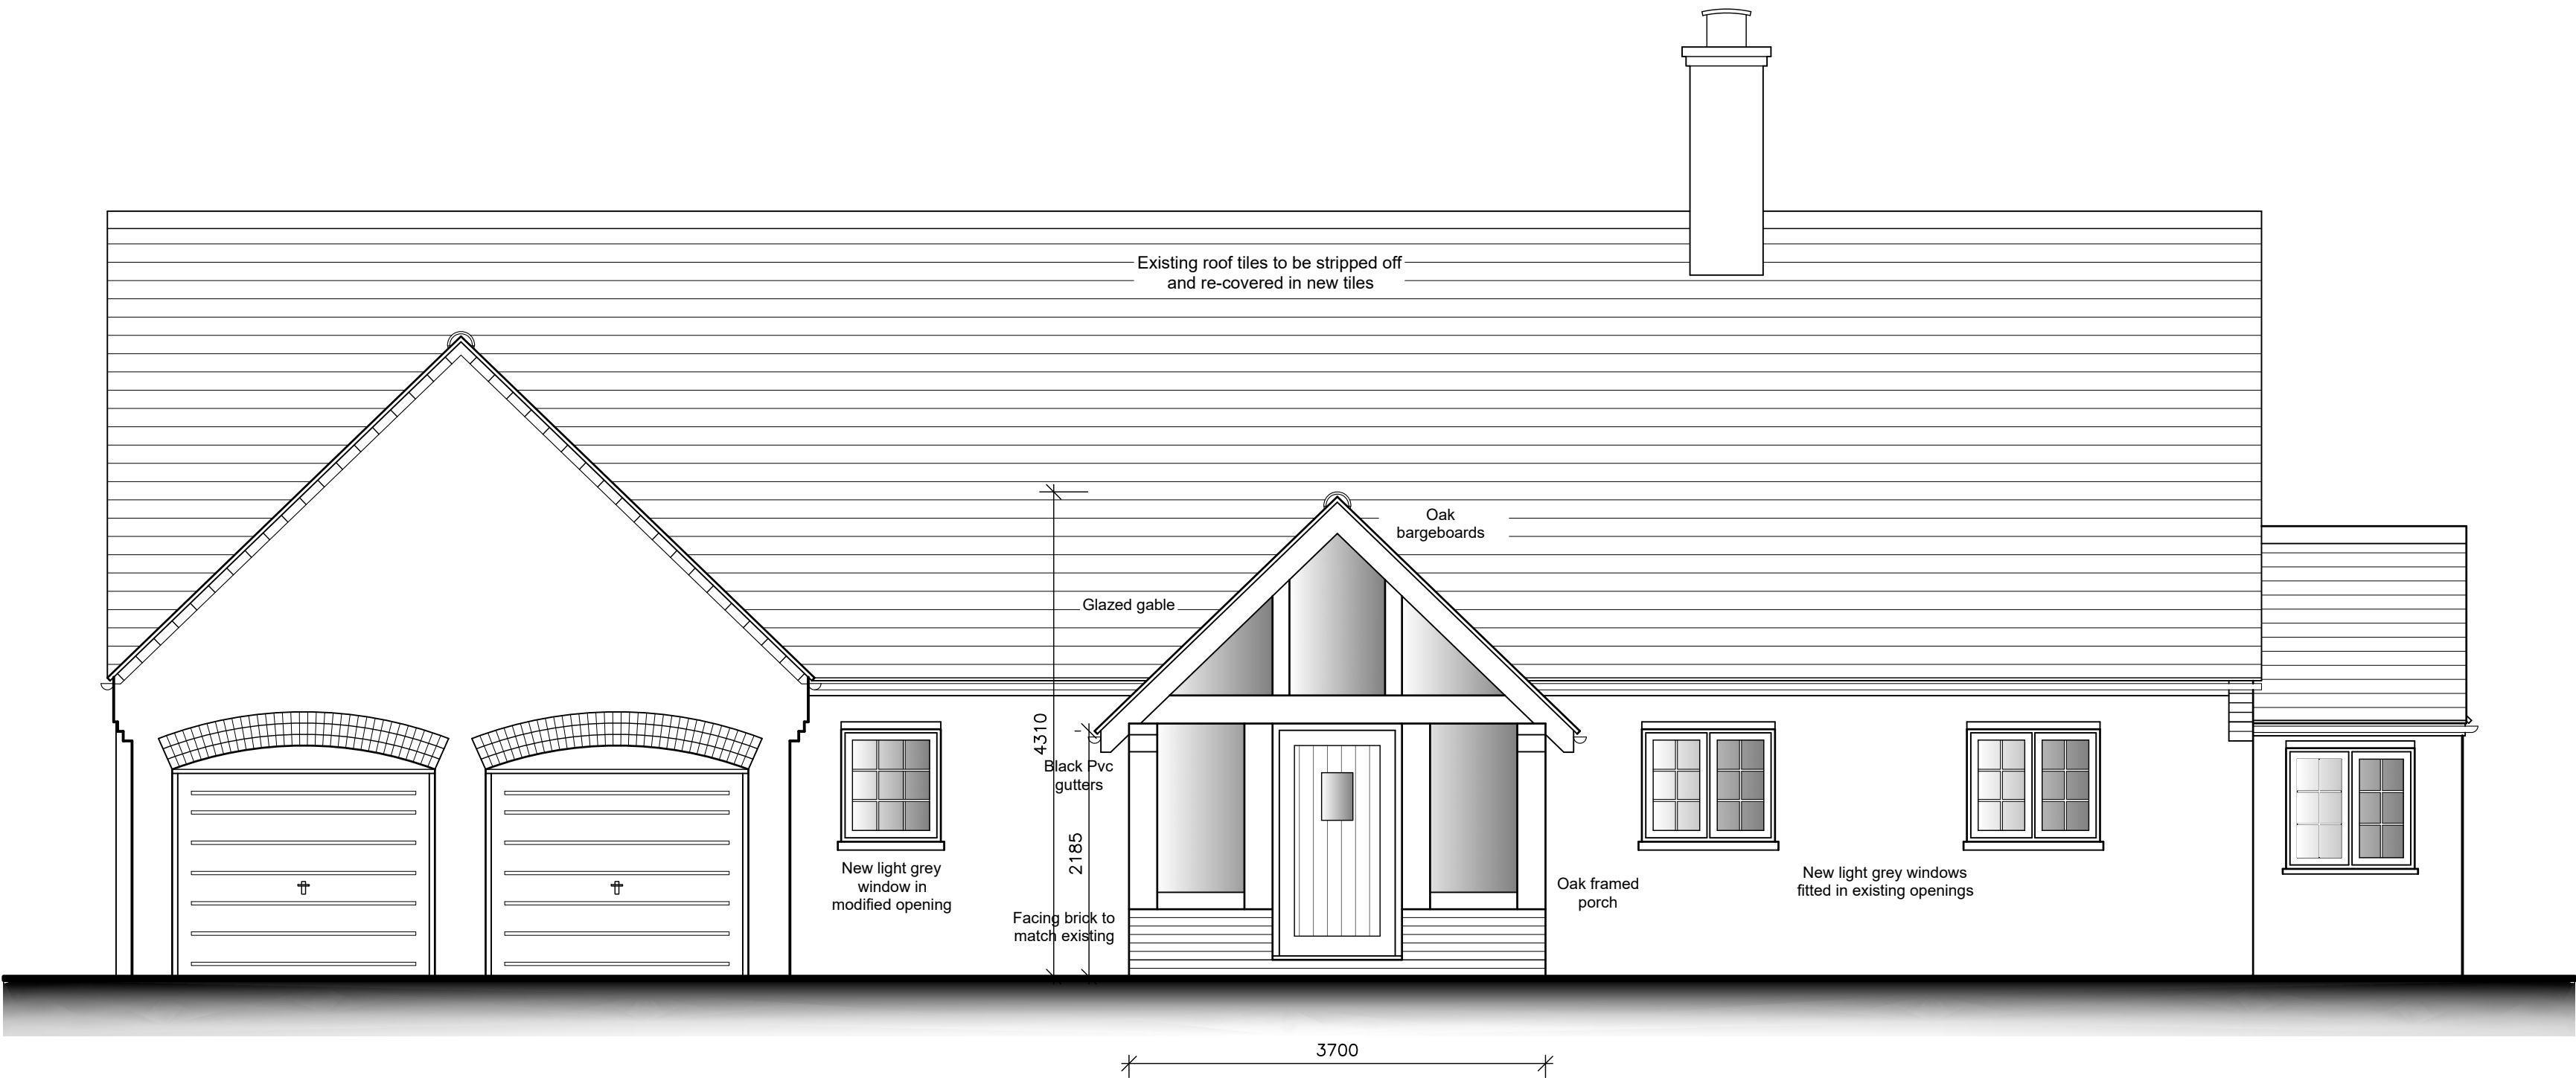 Existing roof tiles to be stripped off
and re-covered in new tiles
Oak
bargeboards
Glazed gable
4310
Black Pvc
gutters
2185
New light grey
window in
modified opening
Facing brick to
match existing
Oak framed
porch
New light grey windows
fitted in existing openings
3700